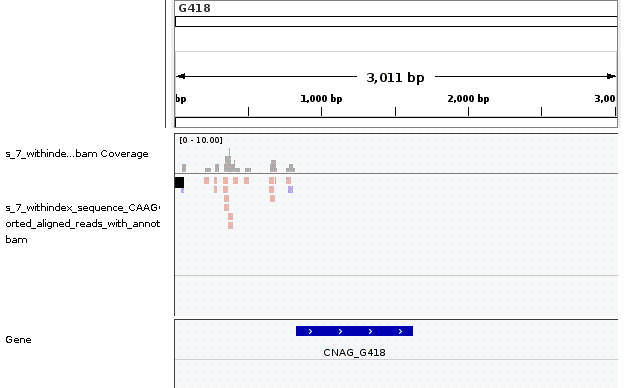 G418
3,011 bp
bp 1,000 bp 2,000 bp 3,00
[0 - 10.00]
s_7_withinde...bam Coverage
s_7_withindex_sequence_CAAG
orted_aligned_reads_with_annot
bam
Gene
CNAG_G418